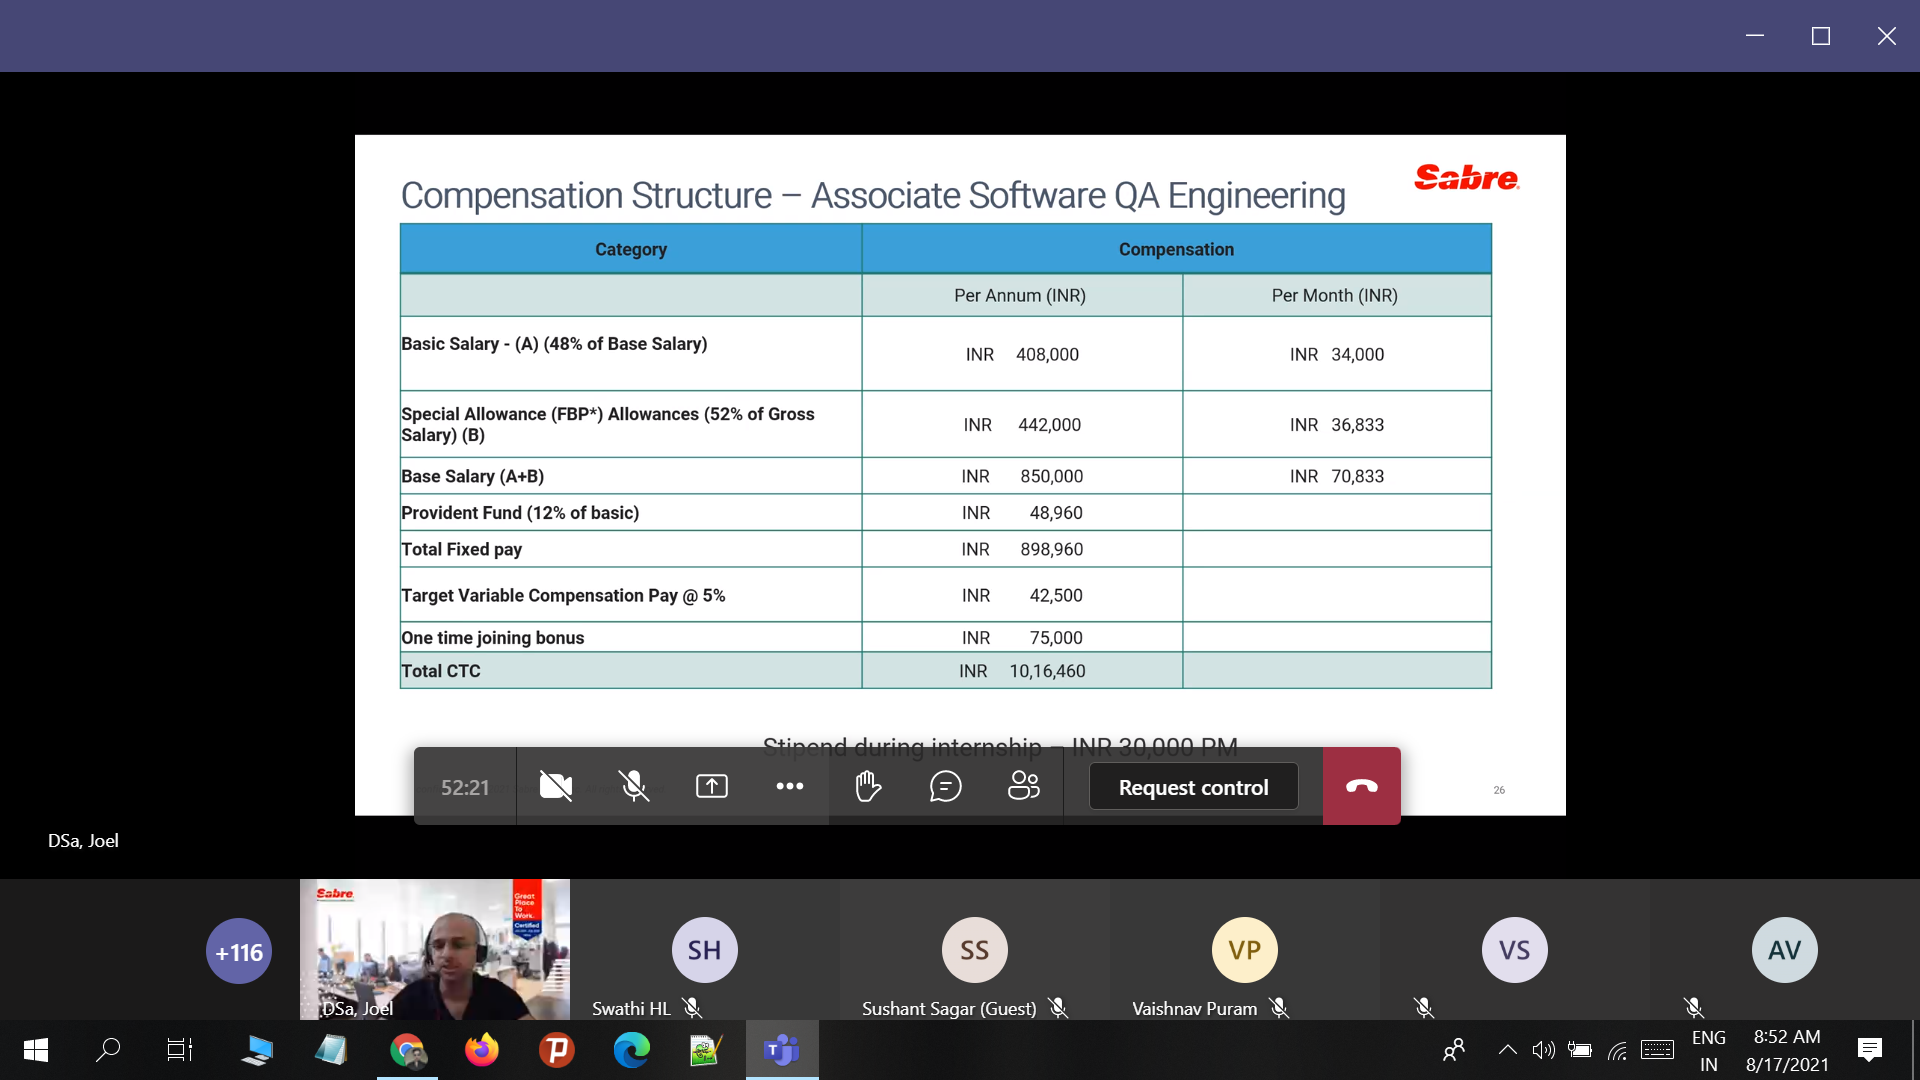 Sabre
Compensation Structure – Associate Software QA Engineering
Category Compensation
Per Annum (INR) Per Month (INR)
Basic Salary - (A) (48% of Base Salary) INR 408,000 INR 34,000
Special Allowance (FBP*) Allowances (52% of Gross
Salary) (B) INR 442,000 INR 36,833
Base Salary (A+B) INR 850,000 INR 70,833
Provident Fund (12% of basic) INR 48,960
Total Fixed pay INR 898,960
Target Variable Compensation Pay @ 5% INR 42,500
One time joining bonus INR 75,000
Total CTC INR 10,16,460
Stipend during internship – INR 30,000 PM
52:21 Request control
26
DSa, Joel
+116
Sabre
Great
Place
To
Work.
Certified
DSa, Joel
SH
Swathi HL
SS
Sushant Sagar (Guest)
VP
Vaishnav Puram
VS
AV
ENG
IN
8:52 AM
8/17/2021